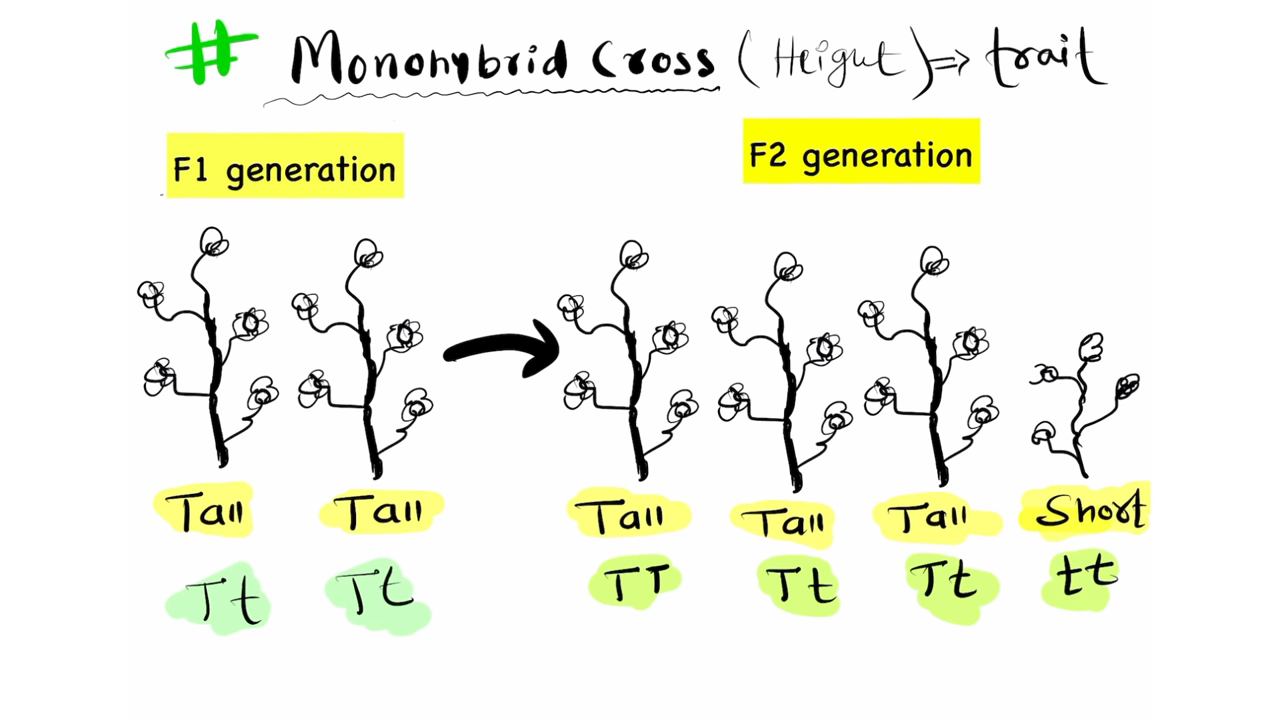 # Monohybrid Cross (Height) => trait
F1 generation
F2 generation
Tall Tall Tall Tall Tall Short
Tt Tt TT Tt Tt tt